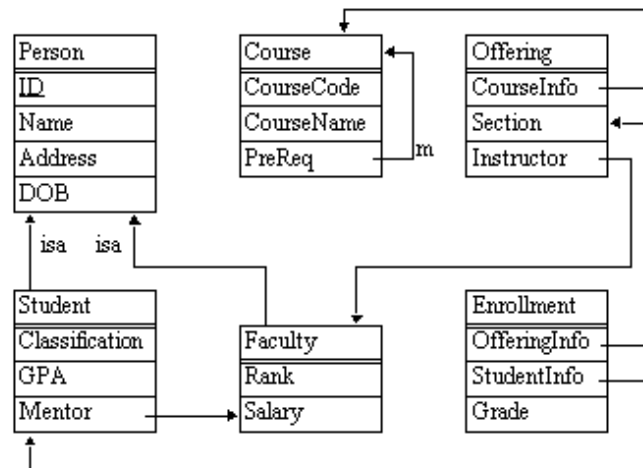 Person
ID
Name
Address
DOB
Course
CourseCode
CourseName
PreReq
m
Offering
CourseInfo
Section
Instructor
isa
isa
Student
Classification
GPA
Mentor
Faculty
Rank
Salary
Enrollment
OfferingInfo
StudentInfo
Grade